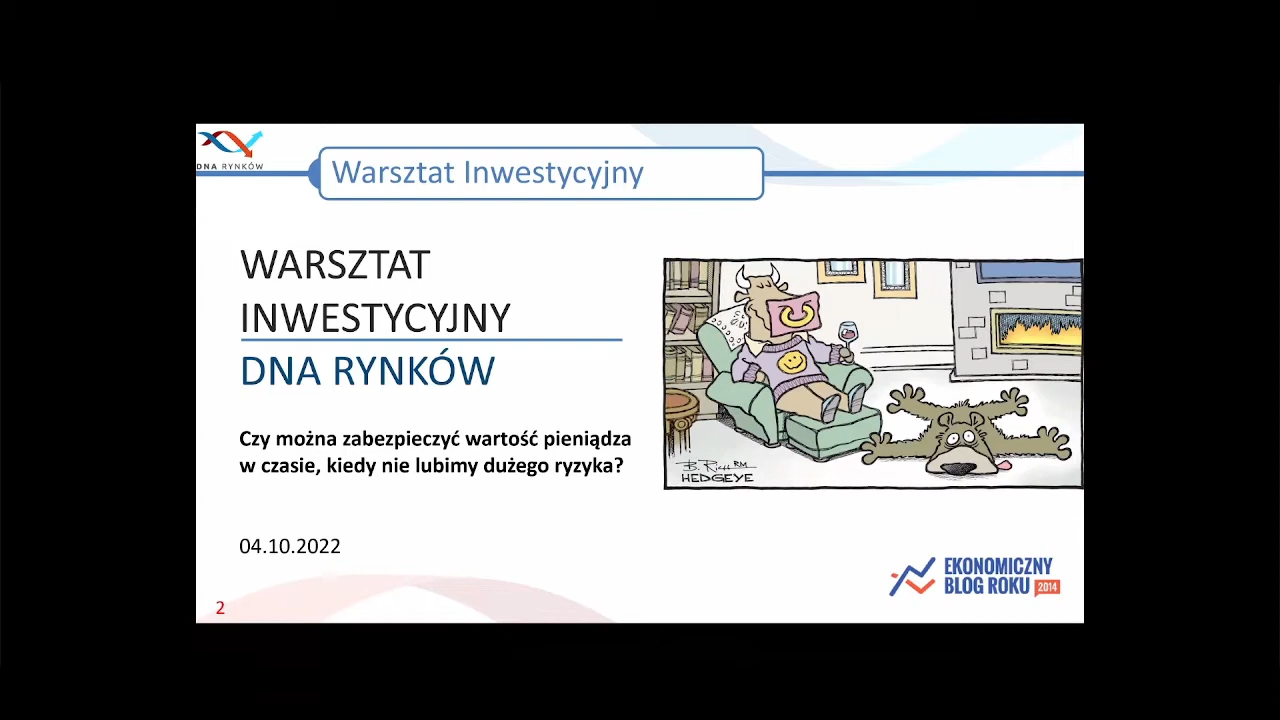 DNA RYNKÓW
Warsztat Inwestycyjny
WARSZTAT
INWESTYCYJNY
DNA RYNKÓW
Czy można zabezpieczyć wartość pieniądza
w czasie, kiedy nie lubimy dużego ryzyka?
HEDGEYE
04.10.2022
EKONOMICZNY
BLOG ROKU 2014
2